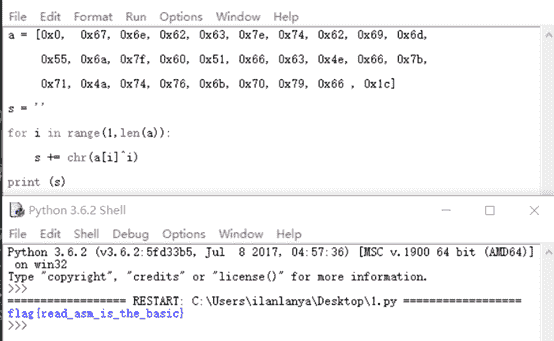 File Edit Format Run Options Window Help
a = [0x0, 0x67, 0x6e, 0x62, 0x63, 0x7e, 0x74, 0x62, 0x69, 0x6d,
0x55, 0x6a, 0x7f, 0x60, 0x51, 0x66, 0x63, 0x4e, 0x66, 0x7b,
0x71, 0x4a, 0x74, 0x76, 0x6b, 0x70, 0x79, 0x66 , 0x1c]
s = ''
for i in range(1,len(a)):
s += chr(a[i]^i)
print (s)
Python 3.6.2 Shell
File Edit Shell Debug Options Window Help
Python 3.6.2 (v3.6.2:5fd33b5, Jul 8 2017, 04:57:36) [MSC v.1900 64 bit (AMD64)]
on win32
Type "copyright", "credits" or "license()" for more information.
>>>
================== RESTART: C:\Users\ilanlanya\Desktop\1.py ==================
flag{read_asm_is_the_basic}
>>>